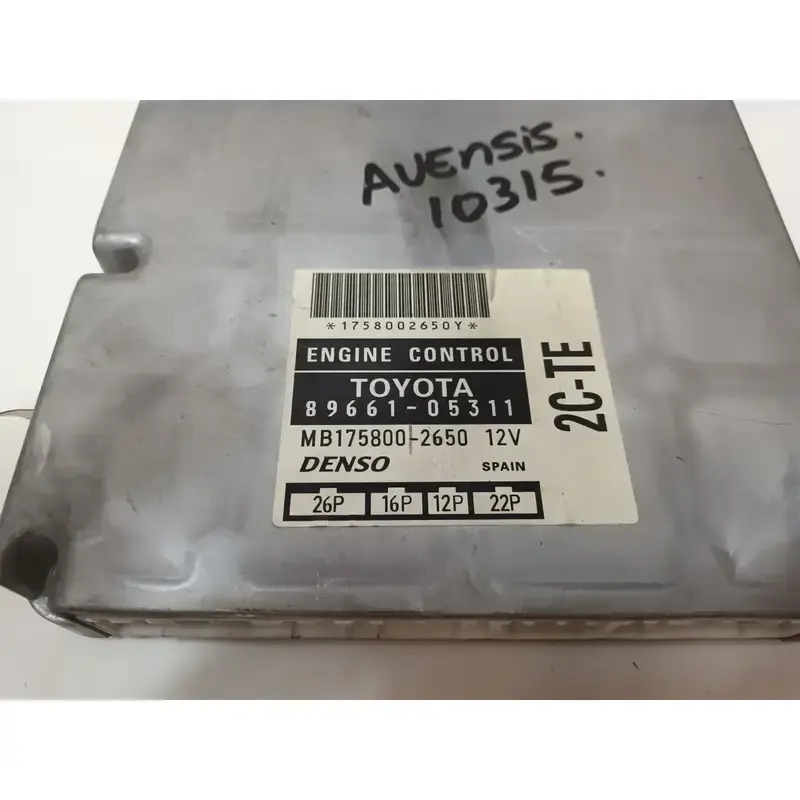 AVENSIS.
10315.
*1758002650Y*
ENGINE CONTROL
TOYOTA
89661-05311
MB175800-2650 12V
DENSO SPAIN
26P 16P 12P 22P
2C-TE